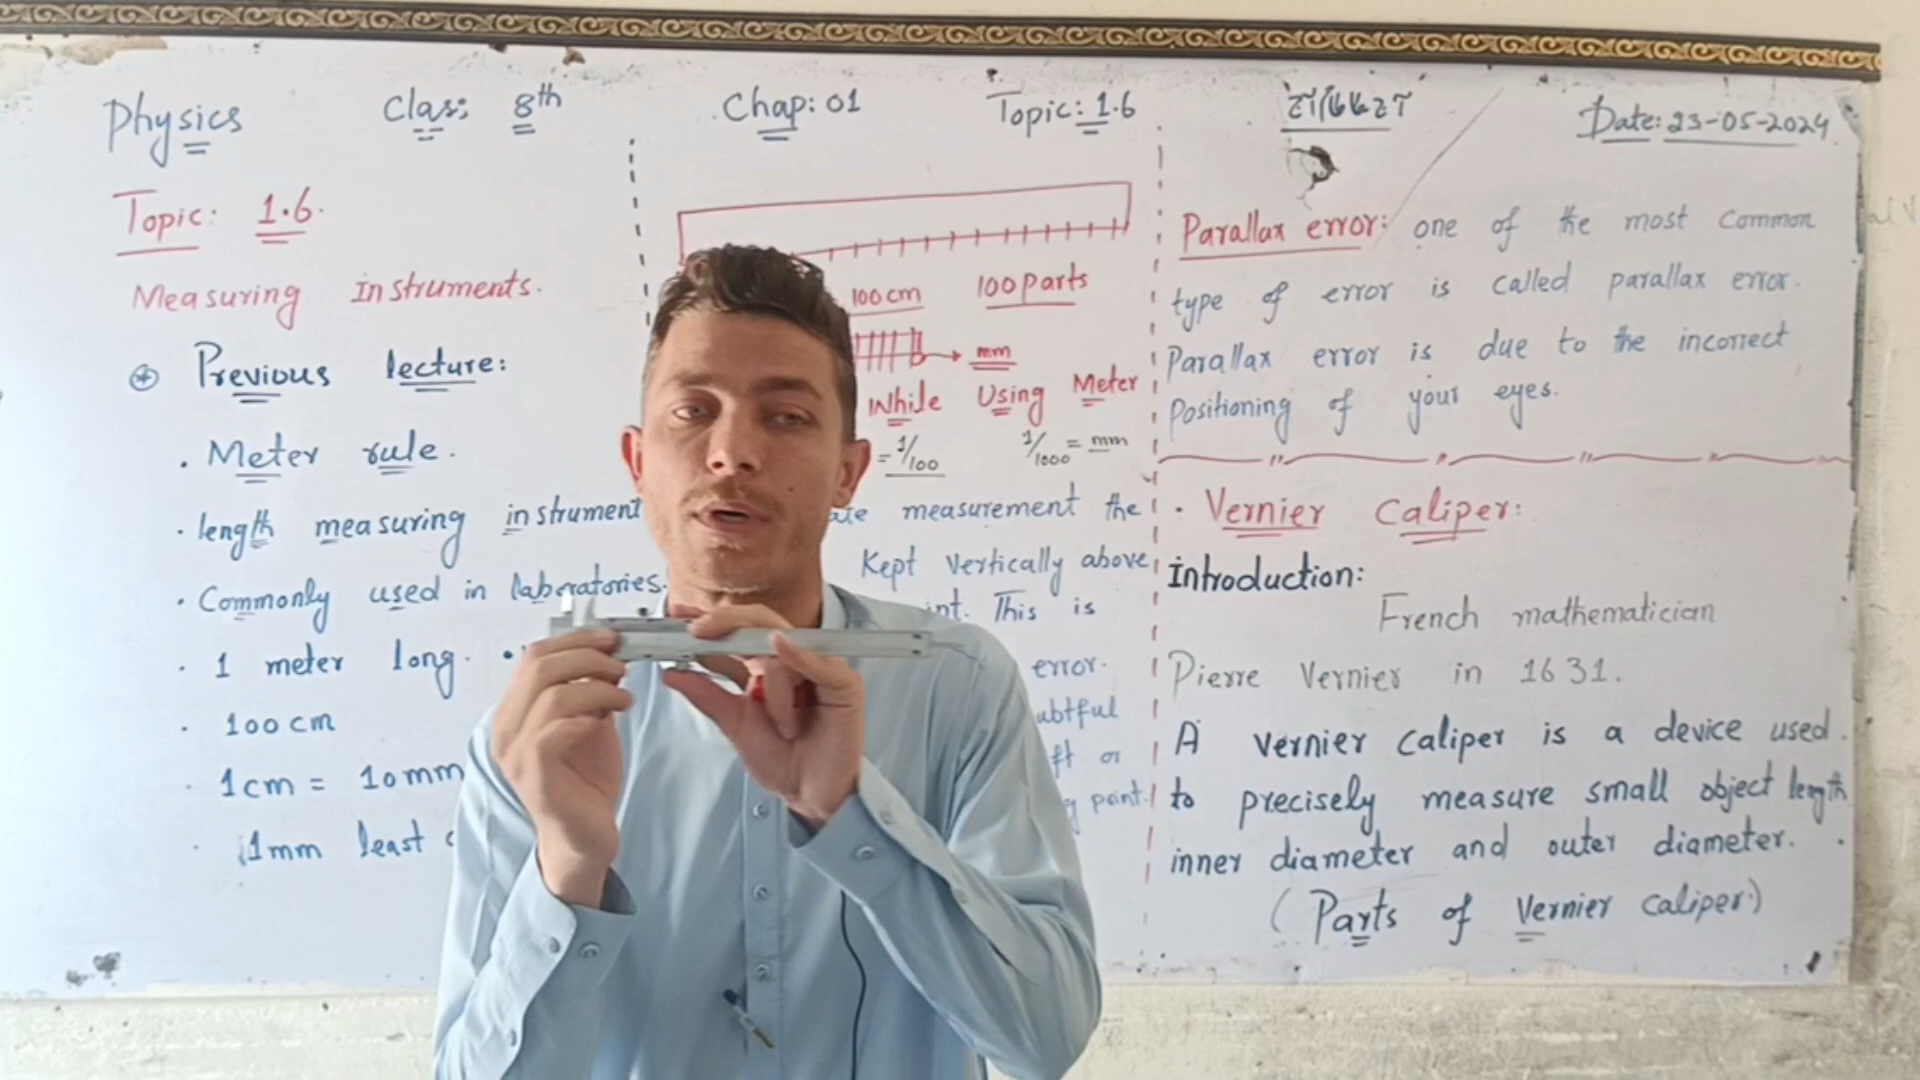 Physics Class: 8th Chap: 01 Topic: 1.6 Date: 23-05-2024
Topic: 1.6.
Measuring instruments.
Previous lecture:
. Meter rule.
. length measuring instrument
. Commonly used in laboratories.
. 1 meter long.
. 100 cm
. 1cm = 10mm
. 1mm least
100 cm 100 parts
mm
While Using Meter
= 1/100 1/1000 = mm
measurement the
Kept vertically above
This is
error.
or
point.
Parallax error: one of the most common
type of error is called parallax error.
Parallax error is due to the incorrect
Positioning of your eyes.
. Vernier Caliper:
Introduction:
French mathematician
Pierre Vernier in 1631.
A vernier caliper is a device used
to precisely measure small object length
inner diameter and outer diameter.
(Parts of Vernier caliper.)